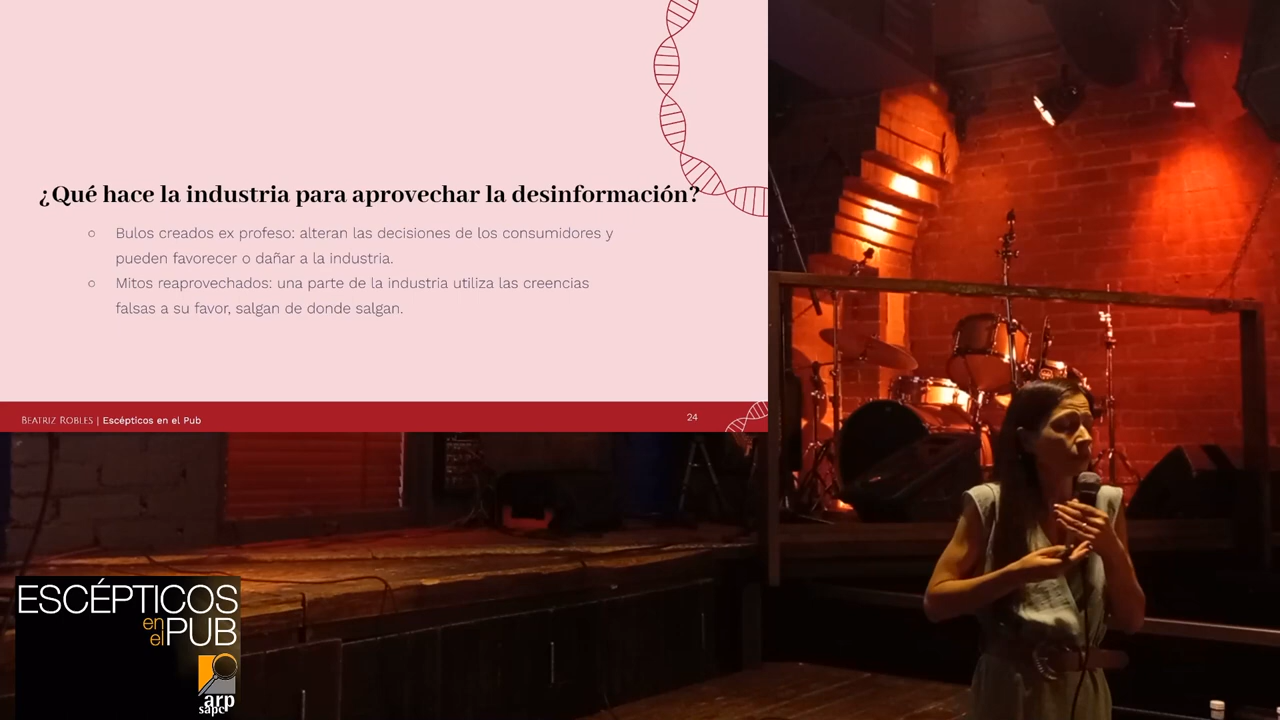 ¿Qué hace la industria para aprovechar la desinformación?
○ Bulos creados ex profeso: alteran las decisiones de los consumidores y
pueden favorecer o dañar a la industria.
○ Mitos reaprovechados: una parte de la industria utiliza las creencias
falsas a su favor, salgan de donde salgan.
BEATRIZ ROBLES | Escépticos en el Pub
24
ESCÉPTICOS
en el PUB
arp
sapc